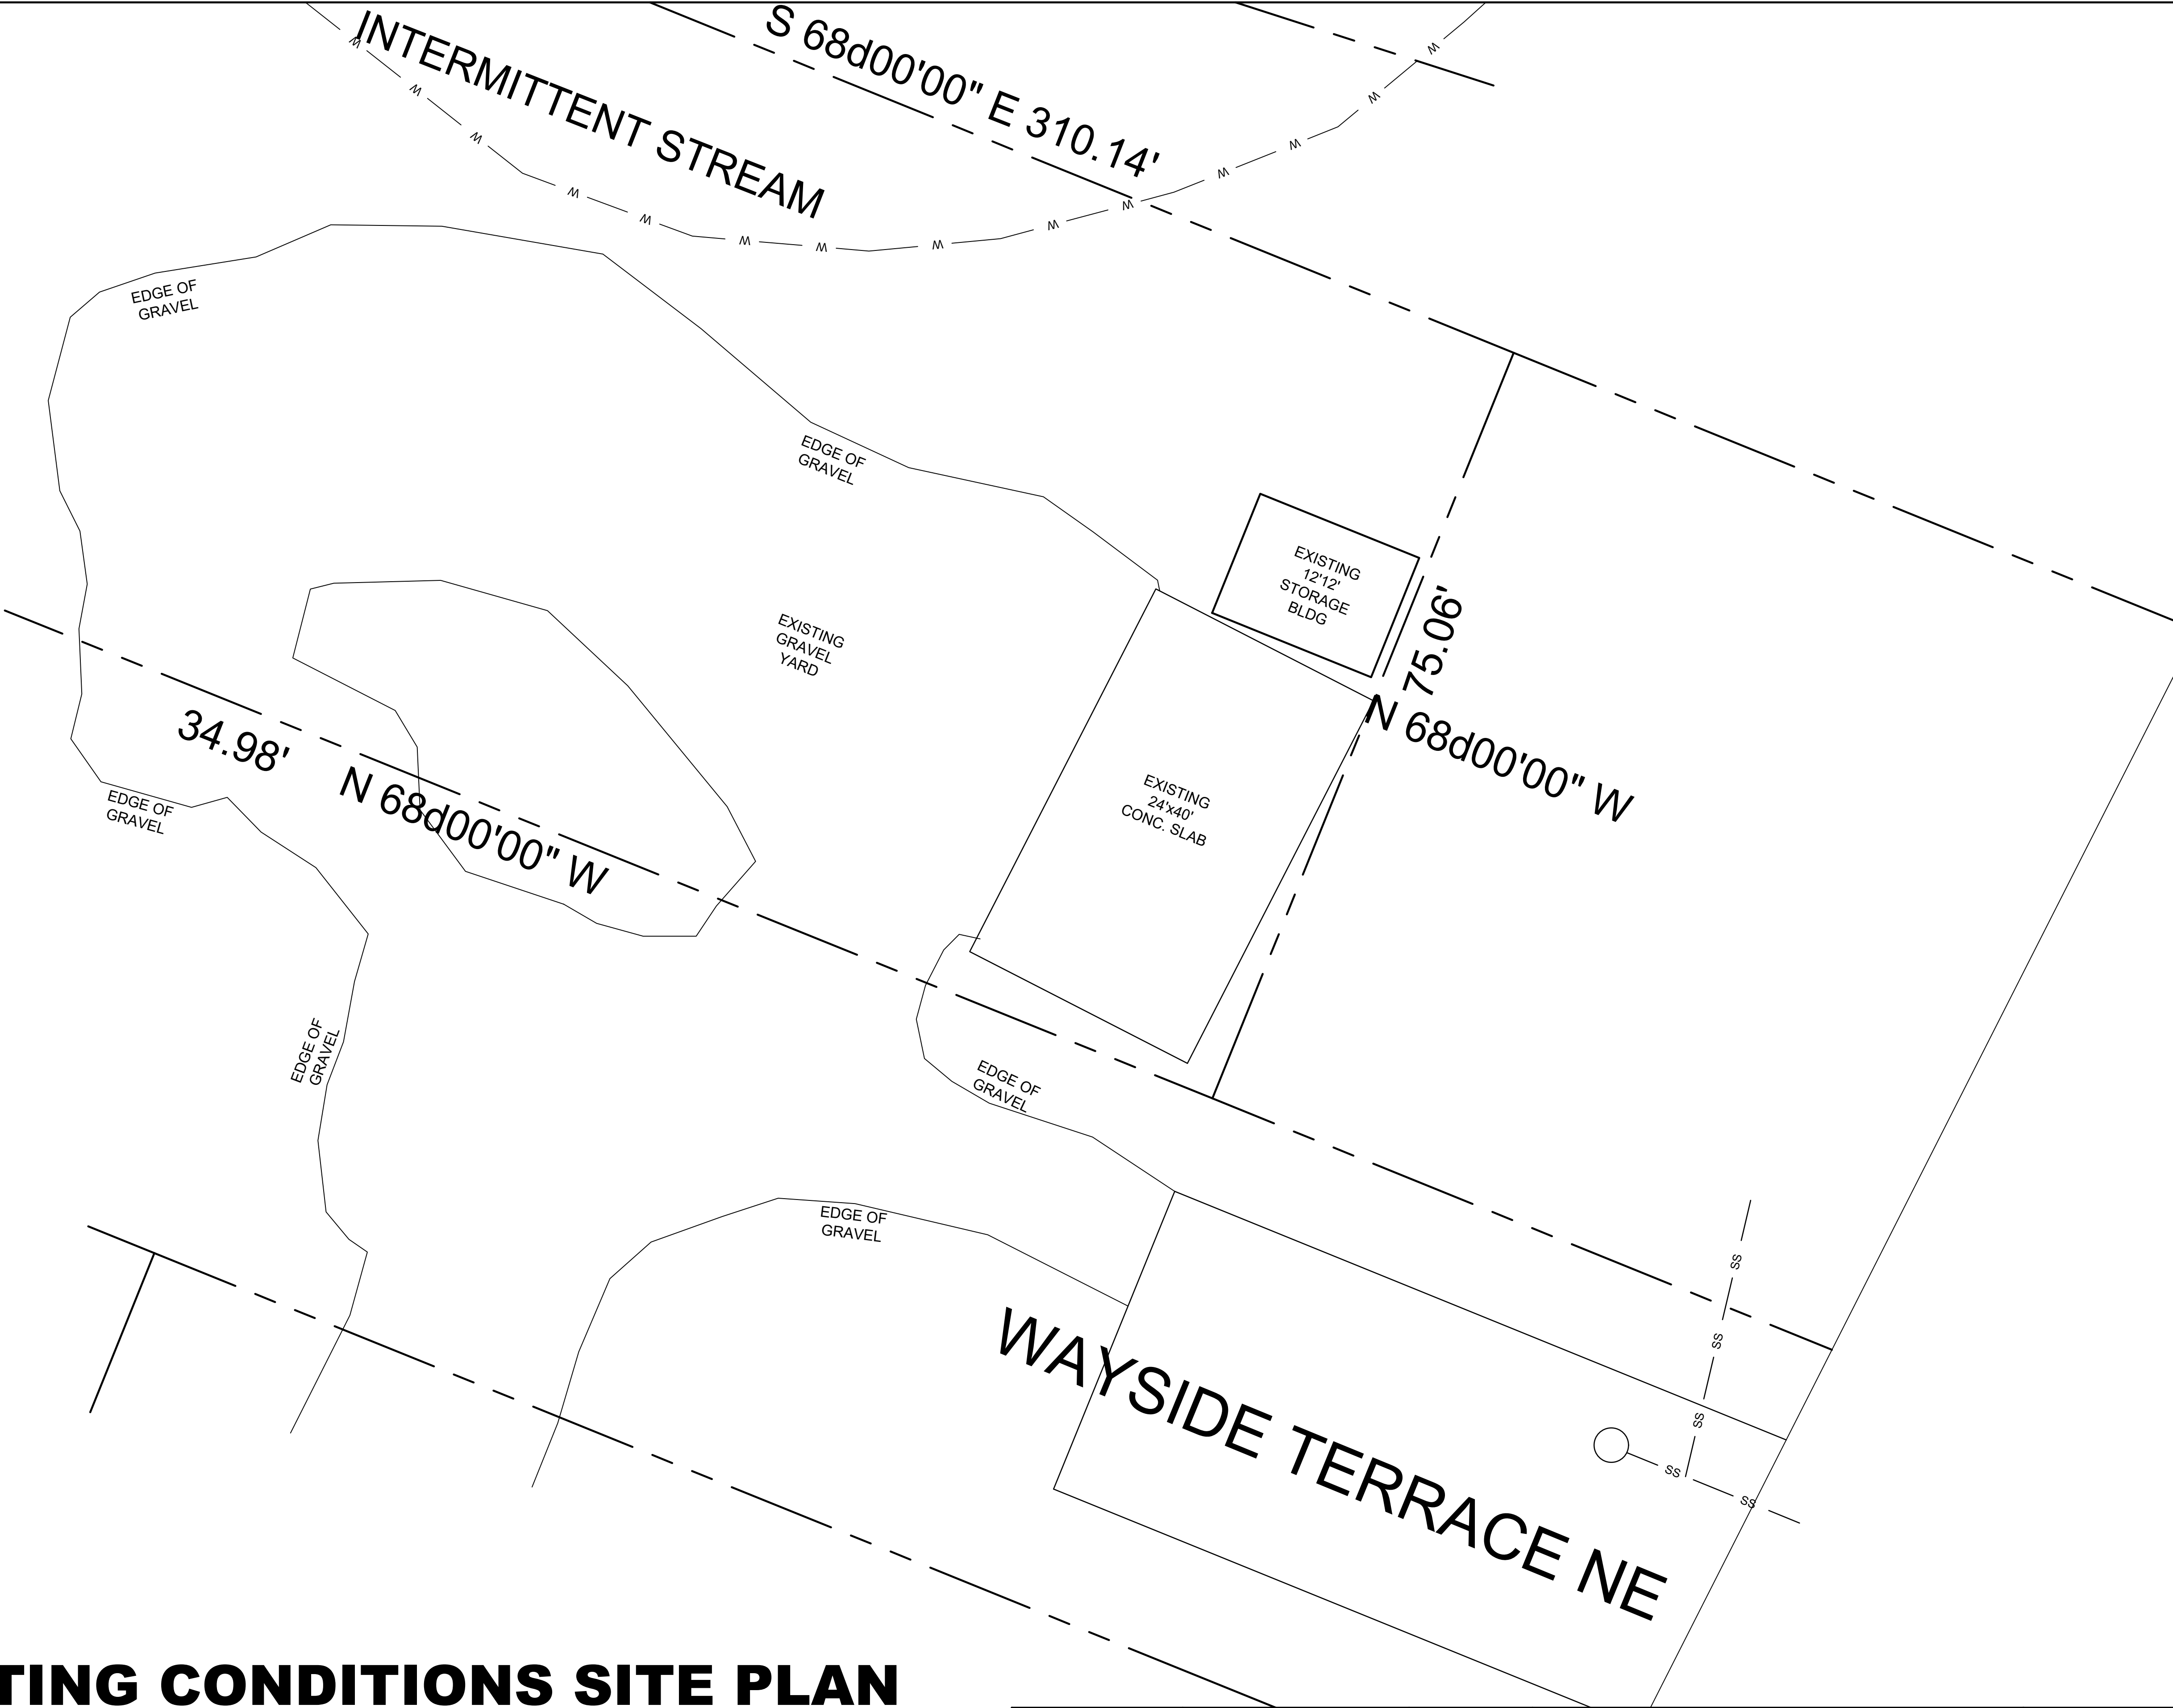 INTERMITTENT STREAM
S 68d00'00" E 310.14'
W
W
W
W
W
W
W
W
W
W
W
W
W
W
EDGE OF
GRAVEL
EDGE OF
GRAVEL
EXISTING
12'12'
STORAGE
BLDG
75.06'
N 68d00'00" W
EXISTING
GRAVEL
YARD
34.98'
N 68d00'00" W
EXISTING
24'x40'
CONC. SLAB
EDGE OF
GRAVEL
EDGE OF
GRAVEL
EDGE OF
GRAVEL
EDGE OF
GRAVEL
SS
SS
SS
SS
SS
WAYSIDE TERRACE NE
TING CONDITIONS SITE PLAN